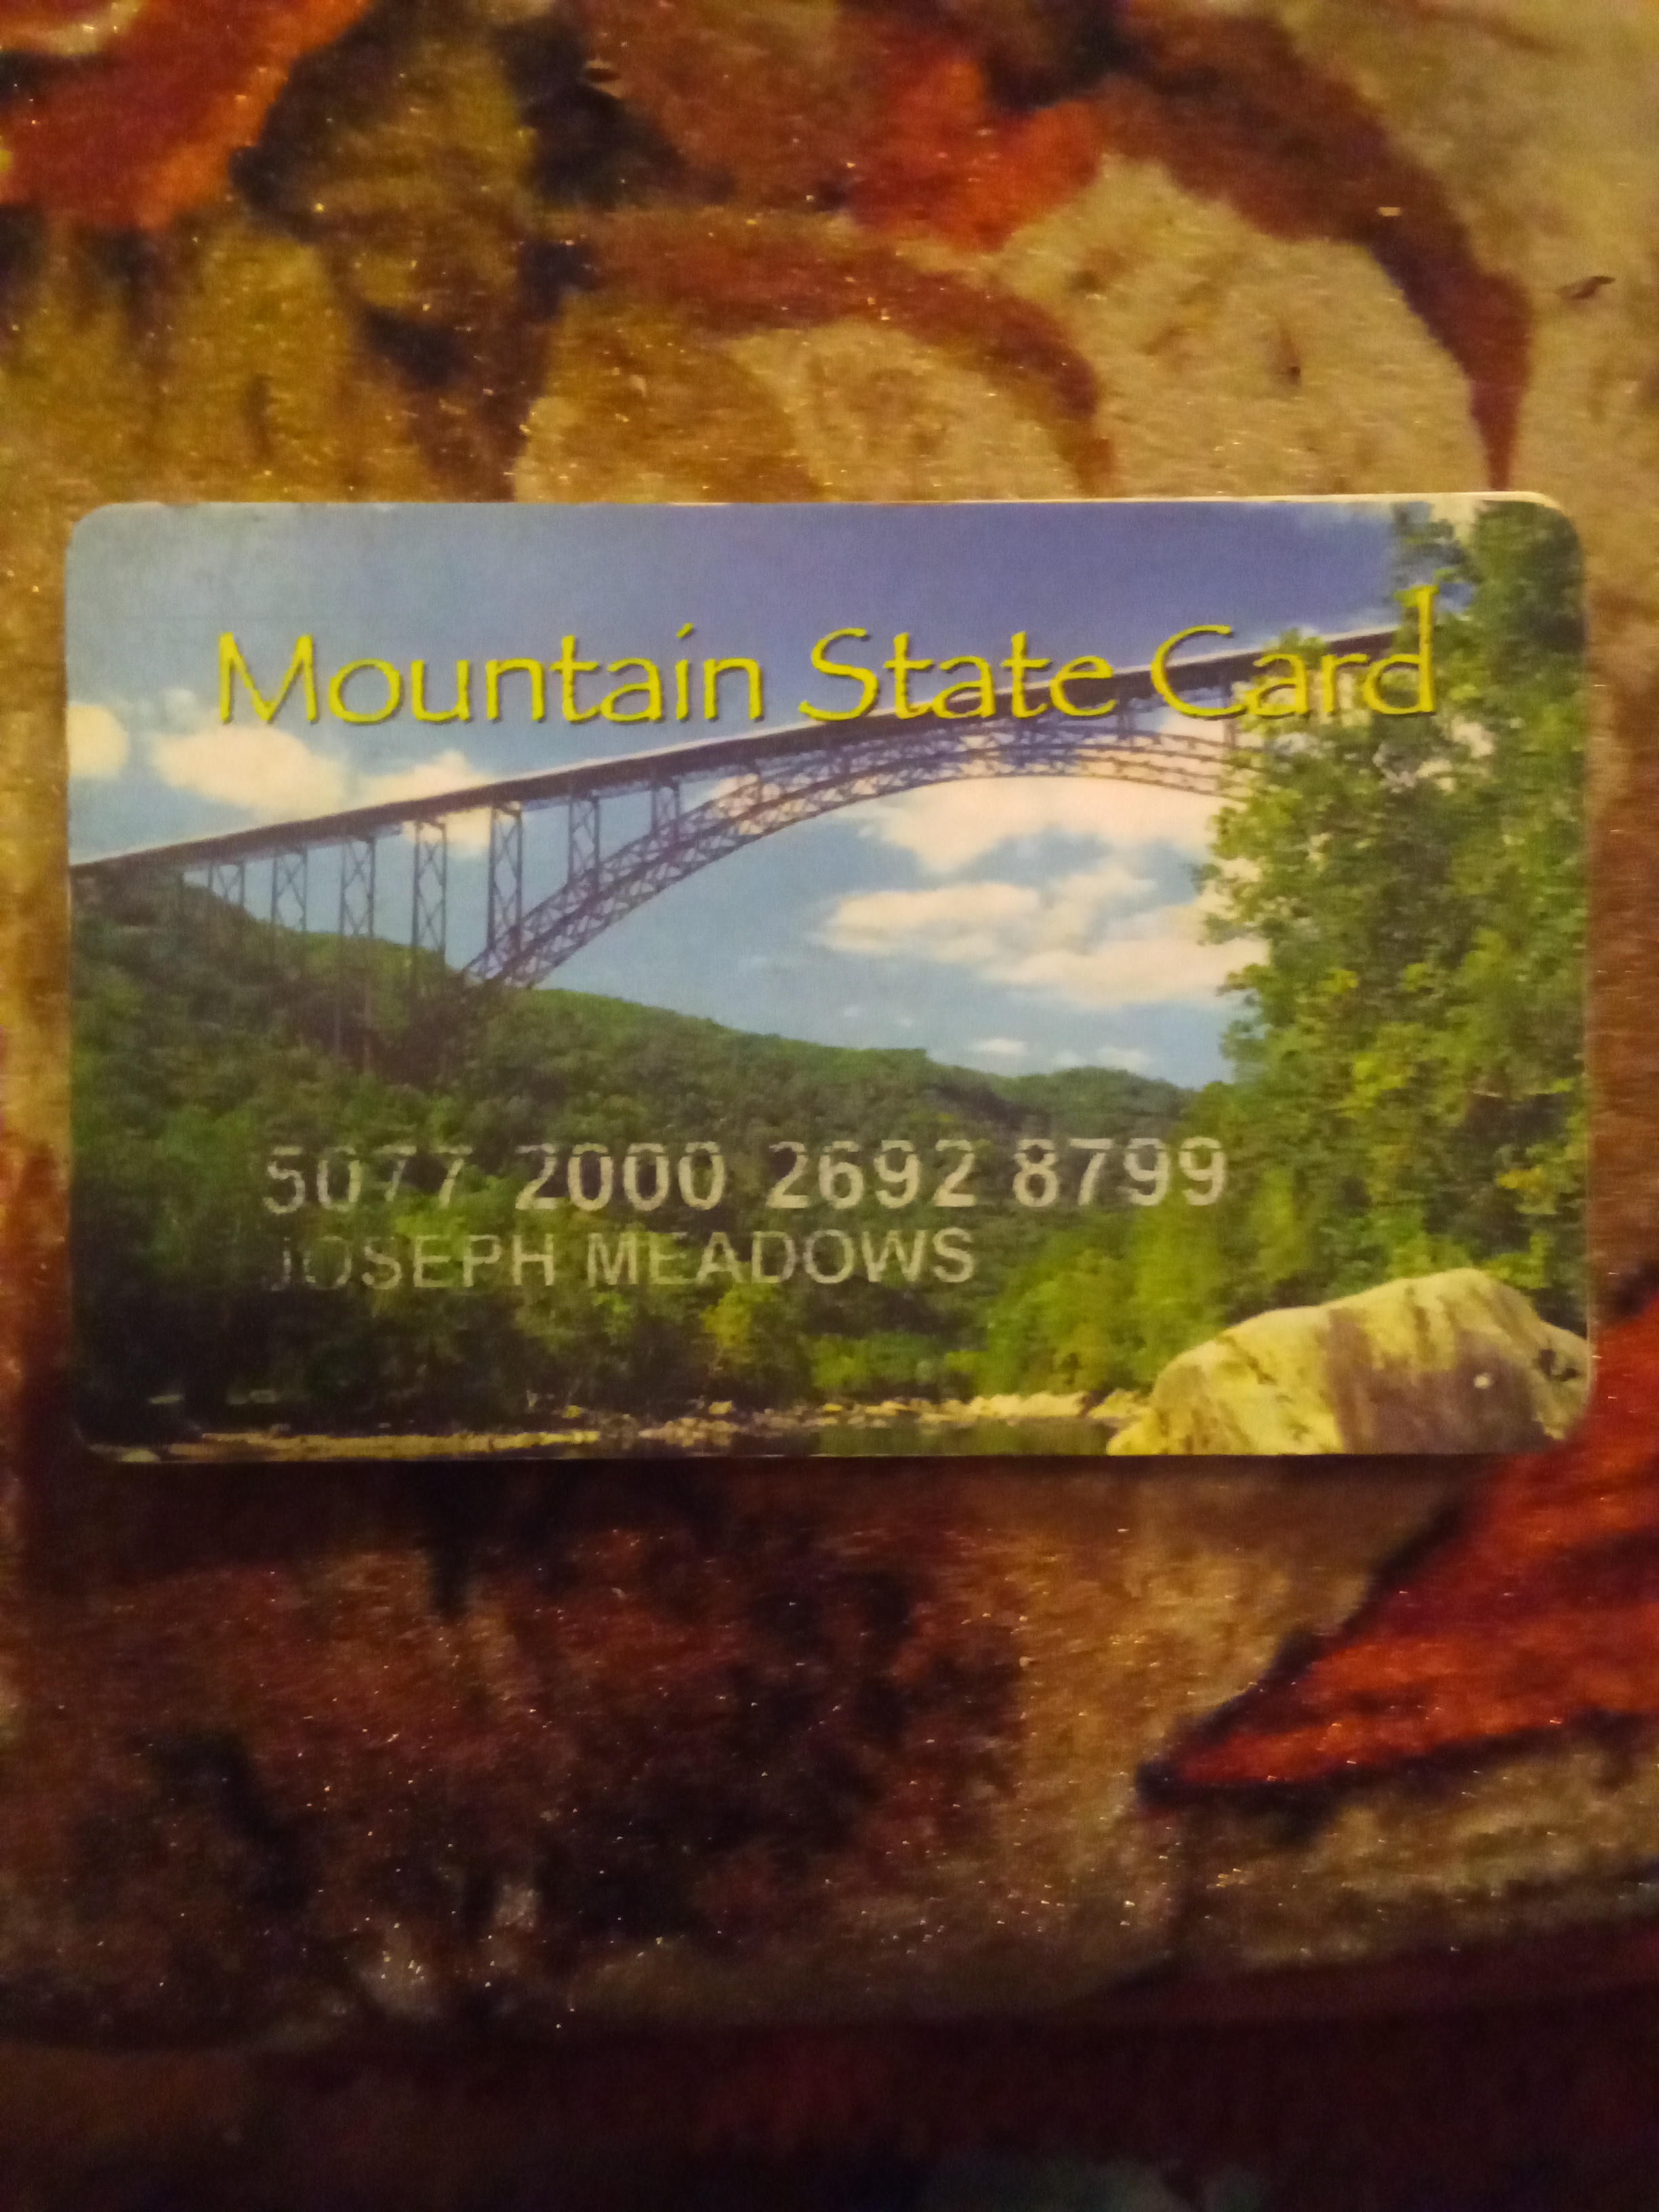 Mountain State Card
5077 2000 2692 8799
JOSEPH MEADOWS